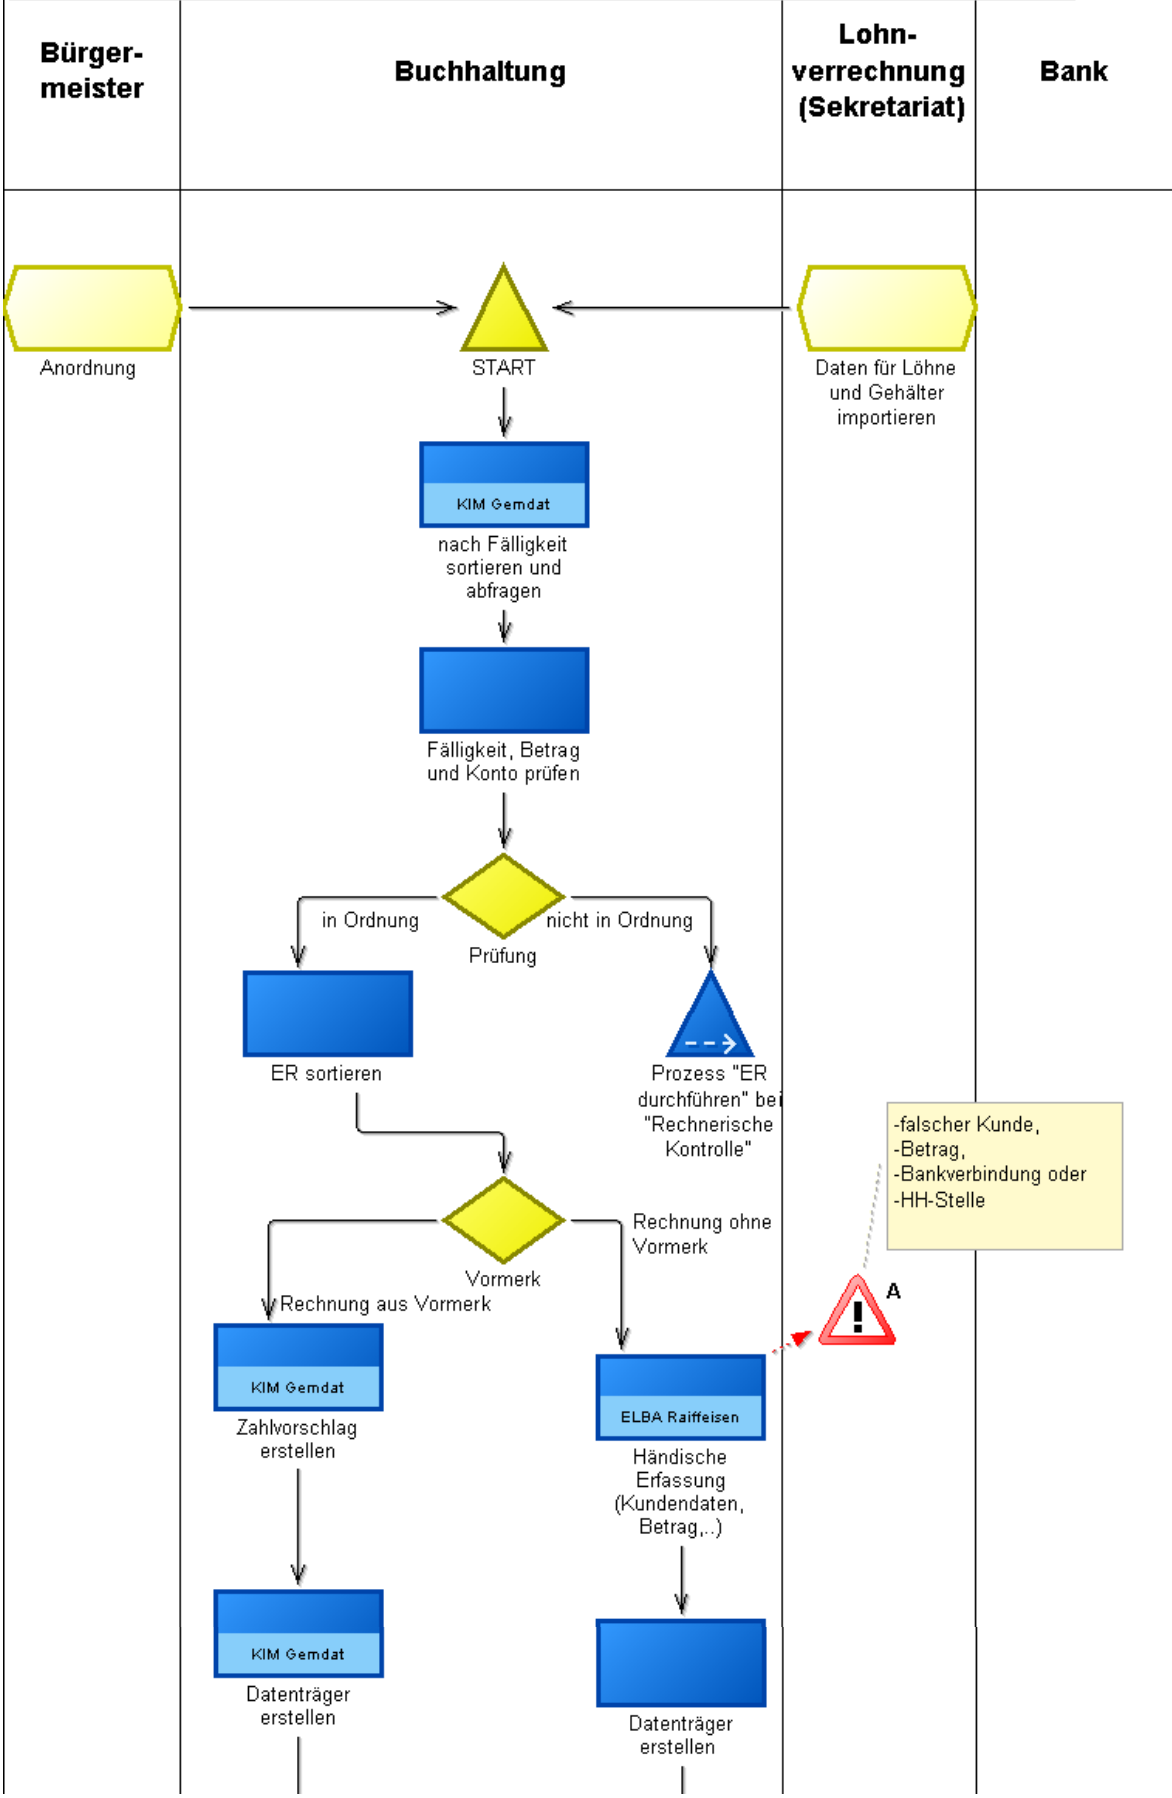 Bürger-
meister
Buchhaltung
Lohn-
verrechnung
(Sekretariat)
Bank
Anordnung
START
Daten für Löhne
und Gehälter
importieren
KIM Gemdat
nach Fälligkeit
sortieren und
abfragen
Fälligkeit, Betrag
und Konto prüfen
in Ordnung
nicht in Ordnung
Prüfung
ER sortieren
Prozess "ER
durchführen" bei
"Rechnerische
Kontrolle"
-falscher Kunde,
-Betrag,
-Bankverbindung oder
-HH-Stelle
Rechnung ohne
Vormerk
Vormerk
A
Rechnung aus Vormerk
KIM Gemdat
Zahlvorschlag
erstellen
ELBA Raiffeisen
Händische
Erfassung
(Kundendaten,
Betrag,..)
KIM Gemdat
Datenträger
erstellen
Datenträger
erstellen